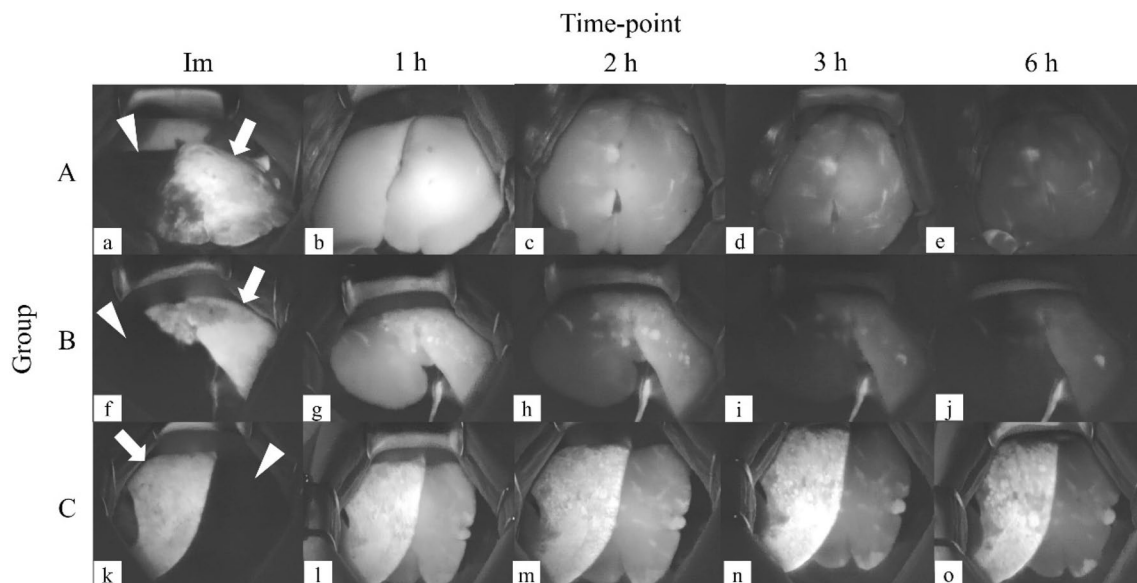 Time-point
Im 1 h 2 h 3 h 6 h
Group
A
a b c d e
B
f g h i j
C
k l m n o